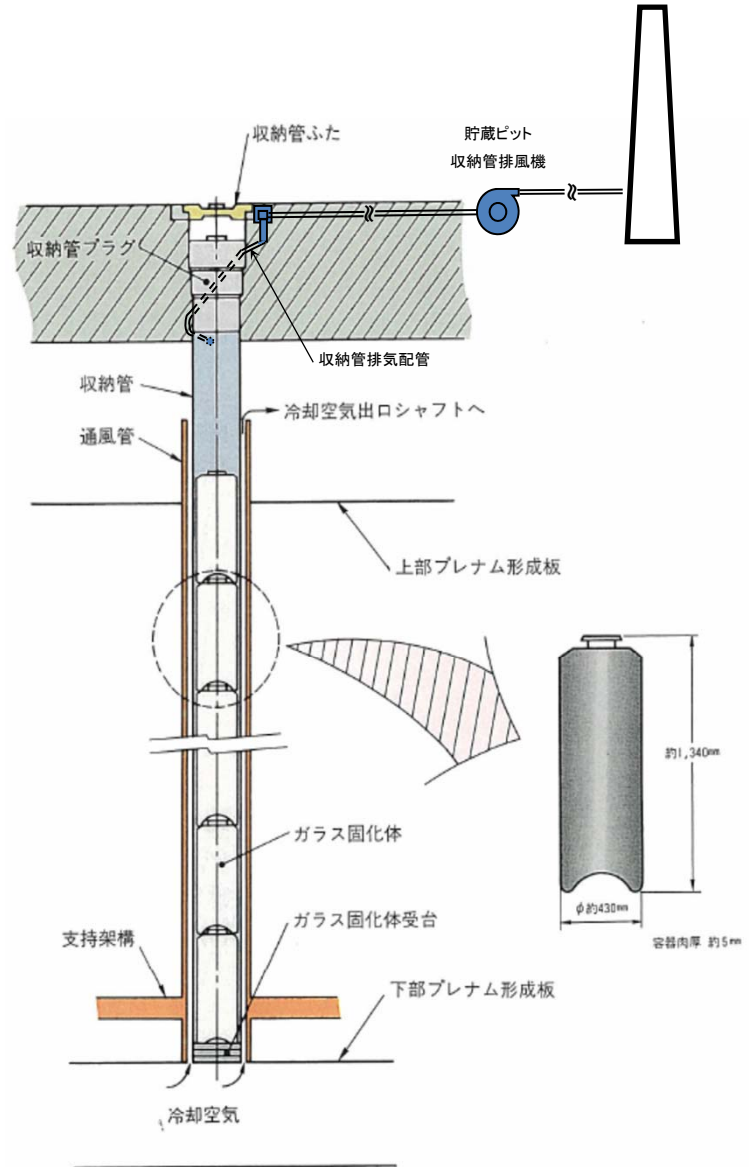 収納管ふた
貯蔵ピット
収納管排風機
収納管プラグ
収納管排気配管
収納管
冷却空気出口シャフトへ
通風管
上部プレナム形成板
約1,340mm
ガラス固化体
φ約430mm
ガラス固化体受台
容器肉厚 約5mm
支持架構
下部プレナム形成板
冷却空気